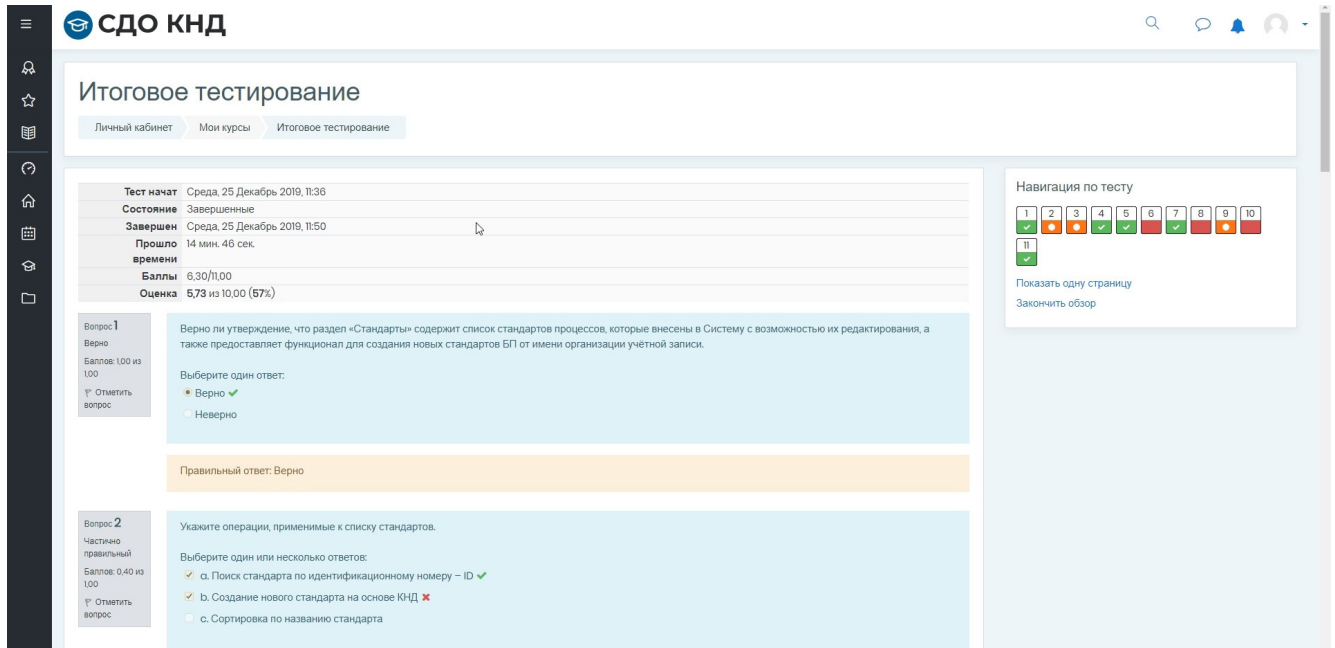 СДО КНД
Итоговое тестирование
Личный кабинет Мои курсы Итоговое тестирование
Тест начат Среда, 25 Декабрь 2019, 11:36
Состояние Завершенные
Завершен Среда, 25 Декабрь 2019, 11:50
Прошло 14 мин. 46 сек.
времени
Баллы 6,30/11,00
Оценка 5,73 из 10,00 (57%)
Вопрос 1
Верно
Баллов: 1,00 из
1,00
Отметить
вопрос
Верно ли утверждение, что раздел «Стандарты» содержит список стандартов процессов, которые внесены в Систему с возможностью их редактирования, а
также предоставляет функционал для создания новых стандартов БП от имени организации учётной записи.
Выберите один ответ:
Верно
Неверно
Правильный ответ: Верно
Вопрос 2
Частично
правильный
Баллов: 0,40 из
1,00
Отметить
вопрос
Укажите операции, применимые к списку стандартов.
Выберите один или несколько ответов:
a. Поиск стандарта по идентификационному номеру – ID
b. Создание нового стандарта на основе КНД
c. Сортировка по названию стандарта
Навигация по тесту
1 2 3 4 5 6 7 8 9 10
11
Показать одну страницу
Закончить обзор